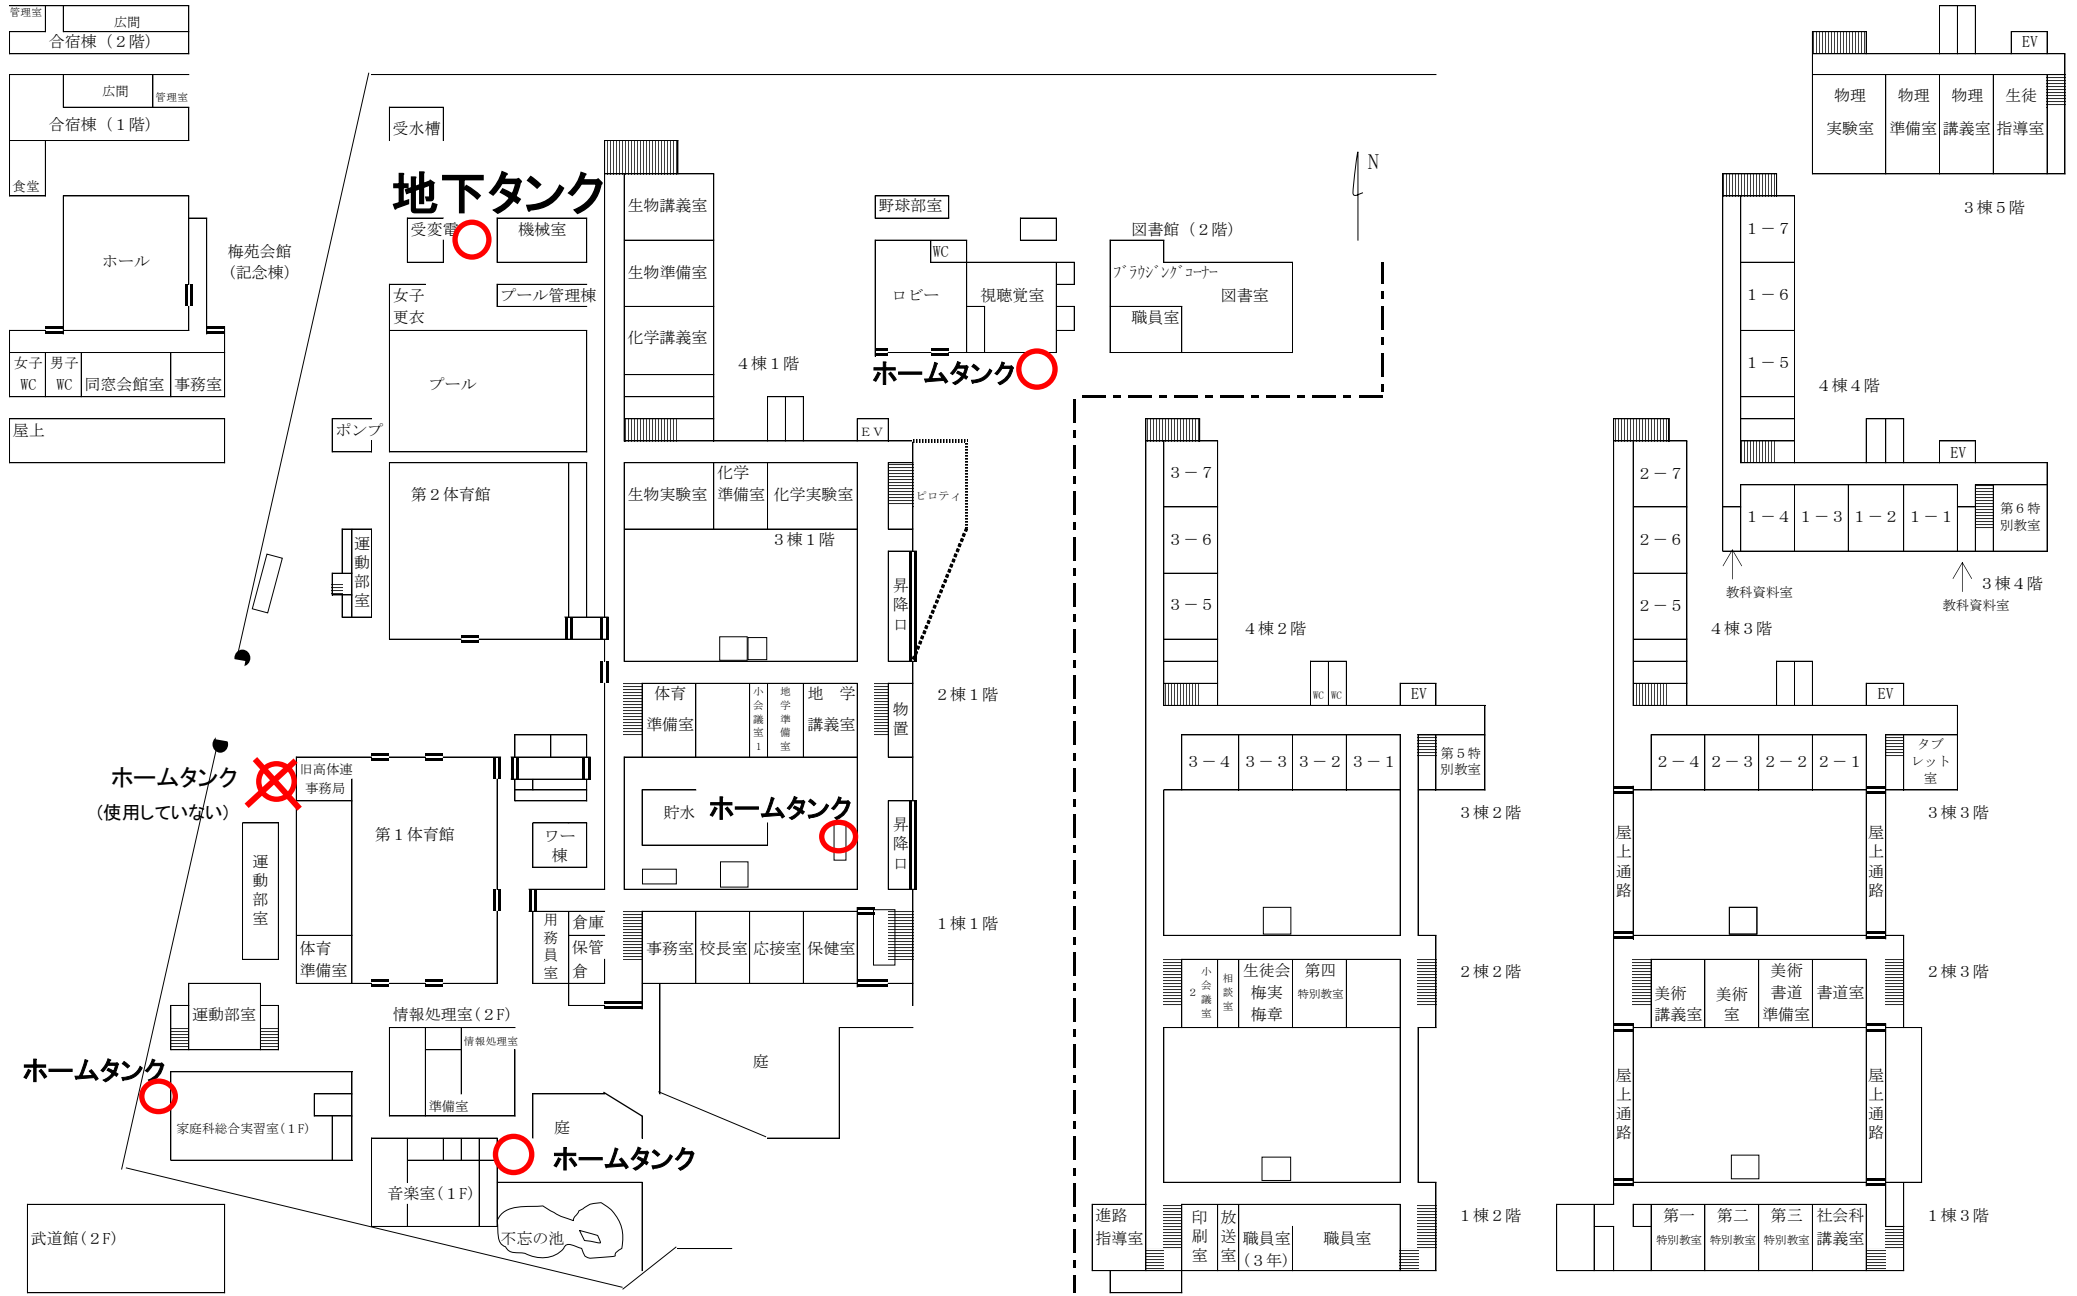 管理室
広間
合宿棟（２階）
広間
管理室
合宿棟（１階）
食堂
ホール
梅苑会館
（記念棟）
女子
WC
男子
WC
同窓会館室
事務室
屋上
受水槽
地下タンク
受変電
機械室
女子
更衣
プール管理棟
プール
ポンプ
第２体育館
運動部室
生物講義室
生物準備室
化学講義室
４棟１階
ＥＶ
生物実験室
化学
準備室
化学実験室
ピロティ
３棟１階
昇降口
野球部室
WC
ロビー
視聴覚室
ホームタンク
図書館（２階）
ﾌﾞﾗｳｼﾞﾝｸﾞｺｰﾅｰ
図書室
職員室
N
体育
準備室
小会議室１
地学準備室
地　学
講義室
物置
２棟１階
ホームタンク
（使用していない）
旧高体連
事務局
第１体育館
運動部室
体育
準備室
ワー
棟
貯水
ホームタンク
昇降口
用務員室
倉庫
保管
倉
事務室
校長室
応接室
保健室
１棟１階
運動部室
情報処理室(２F)
情報処理室
準備室
ホームタンク
家庭科総合実習室(１F)
庭
庭
ホームタンク
音楽室(１F)
不忘の池
武道館(２F)
３－７
３－６
３－５
４棟２階
WC
WC
EV
３－４
３－３
３－２
３－１
第５特
別教室
３棟２階
小会議室
２
相談室
生徒会
梅実
梅章
第四
特別教室
２棟２階
進路
指導室
印刷室
放送室
職員室
(３年)
職員室
１棟２階
２－７
２－６
２－５
４棟３階
EV
２－４
２－３
２－２
２－１
タブ
レット
室
屋上通路
屋上通路
３棟３階
美術
講義室
美術
室
美術
書道
準備室
書道室
２棟３階
屋上通路
屋上通路
第一
特別教室
第二
特別教室
第三
特別教室
社会科
講義室
１棟３階
１－７
１－６
１－５
４棟４階
EV
１－４
１－３
１－２
１－１
第６特
別教室
教科資料室
教科資料室
３棟４階
EV
物理
実験室
物理
準備室
物理
講義室
生徒
指導室
３棟５階